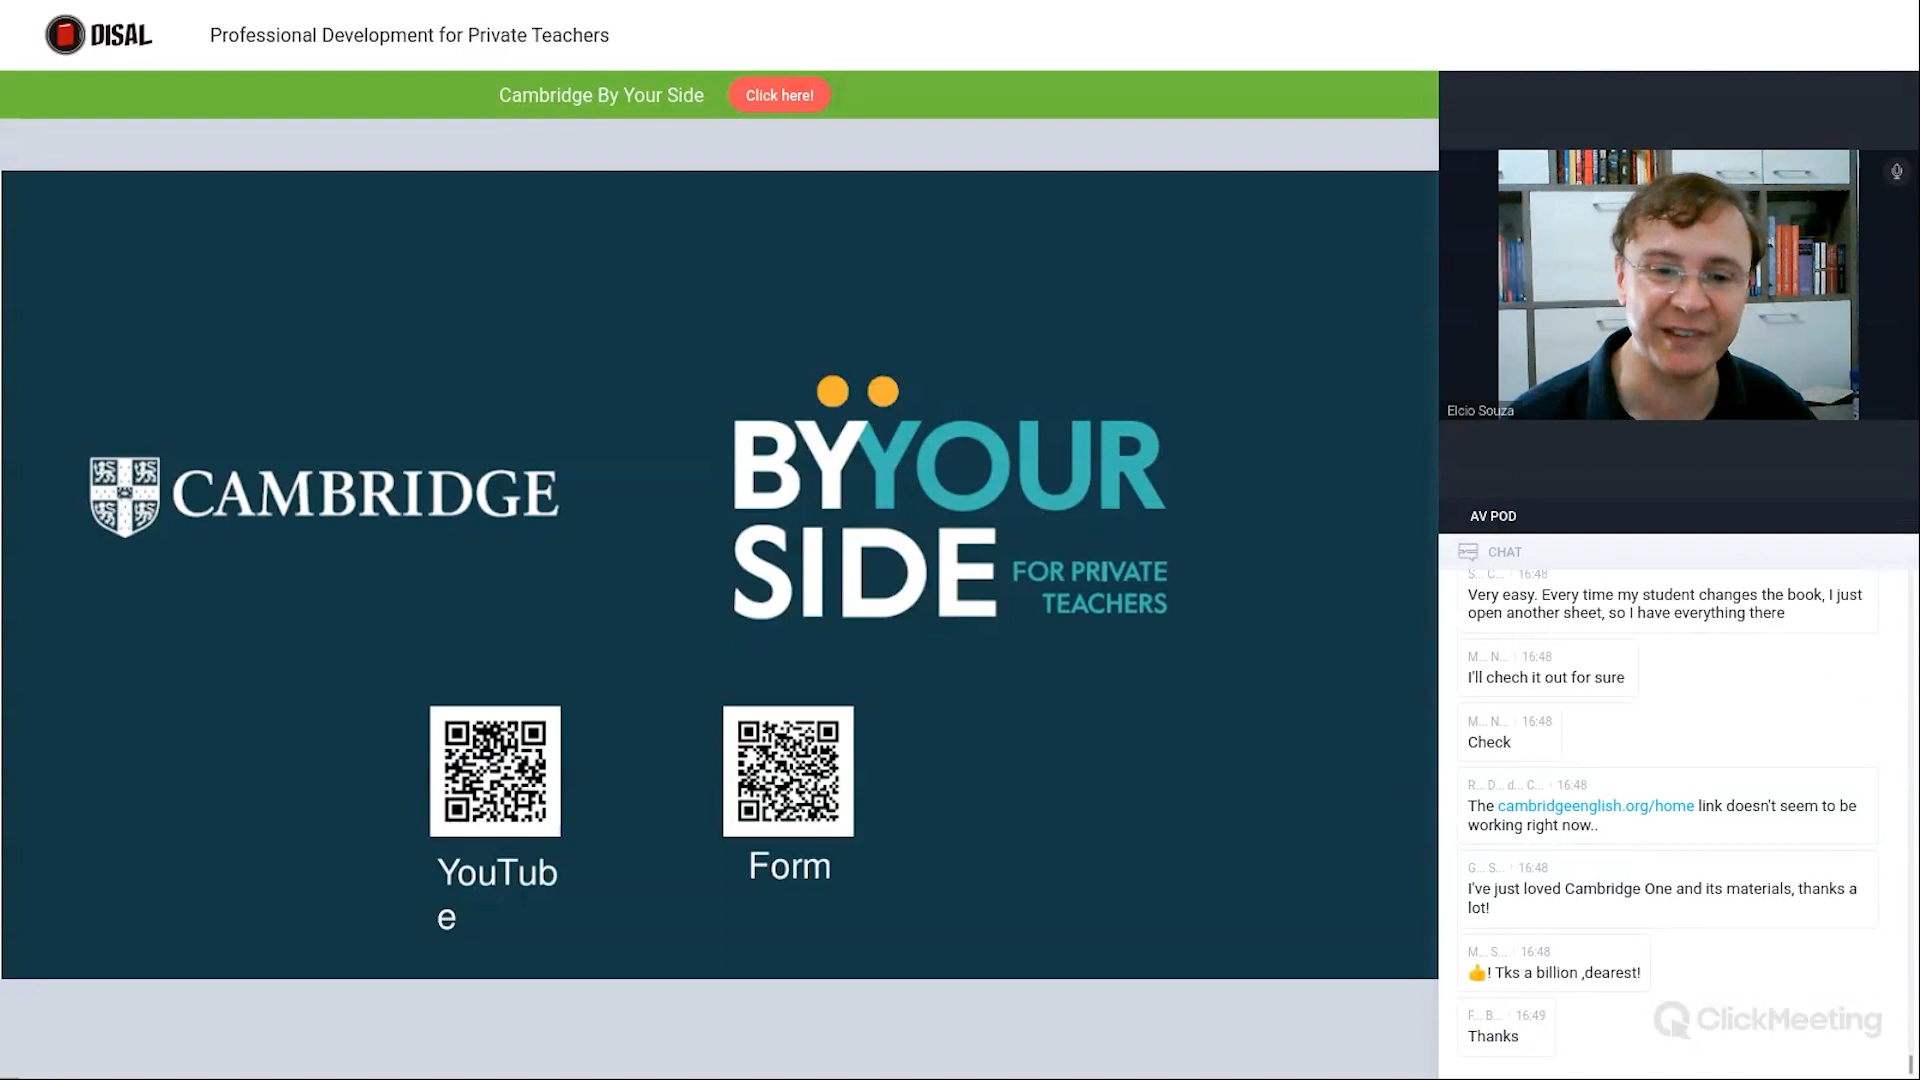 DISAL
Professional Development for Private Teachers
Cambridge By Your Side
Click here!
CAMBRIDGE
BY YOUR
SIDE
FOR PRIVATE
TEACHERS
YouTub
e
Form
Elcio Souza
AV POD
CHAT
S... C... 16:48
Very easy. Every time my student changes the book, I just
open another sheet, so I have everything there
M... N... 16:48
I'll chech it out for sure
M... N... 16:48
Check
R... D... d... C... 16:48
The cambridgeenglish.org/home link doesn't seem to be
working right now..
G... S... 16:48
I've just loved Cambridge One and its materials, thanks a
lot!
M... S... 16:48
👍! Tks a billion ,dearest!
F... B... 16:49
Thanks
ClickMeeting